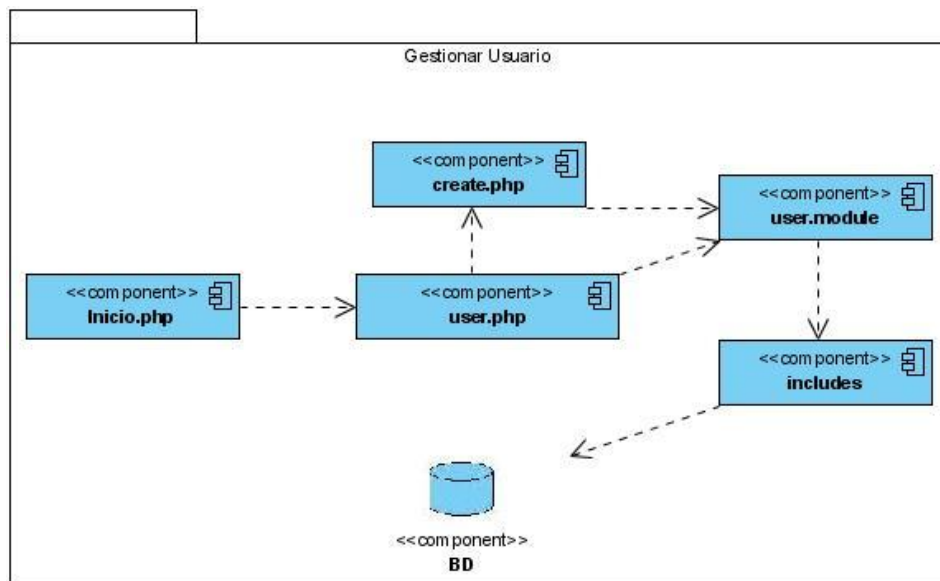 Gestionar Usuario
<<component>>
create.php
<<component>>
user.module
<<component>>
Inicio.php
<<component>>
user.php
<<component>>
includes
<<component>>
BD